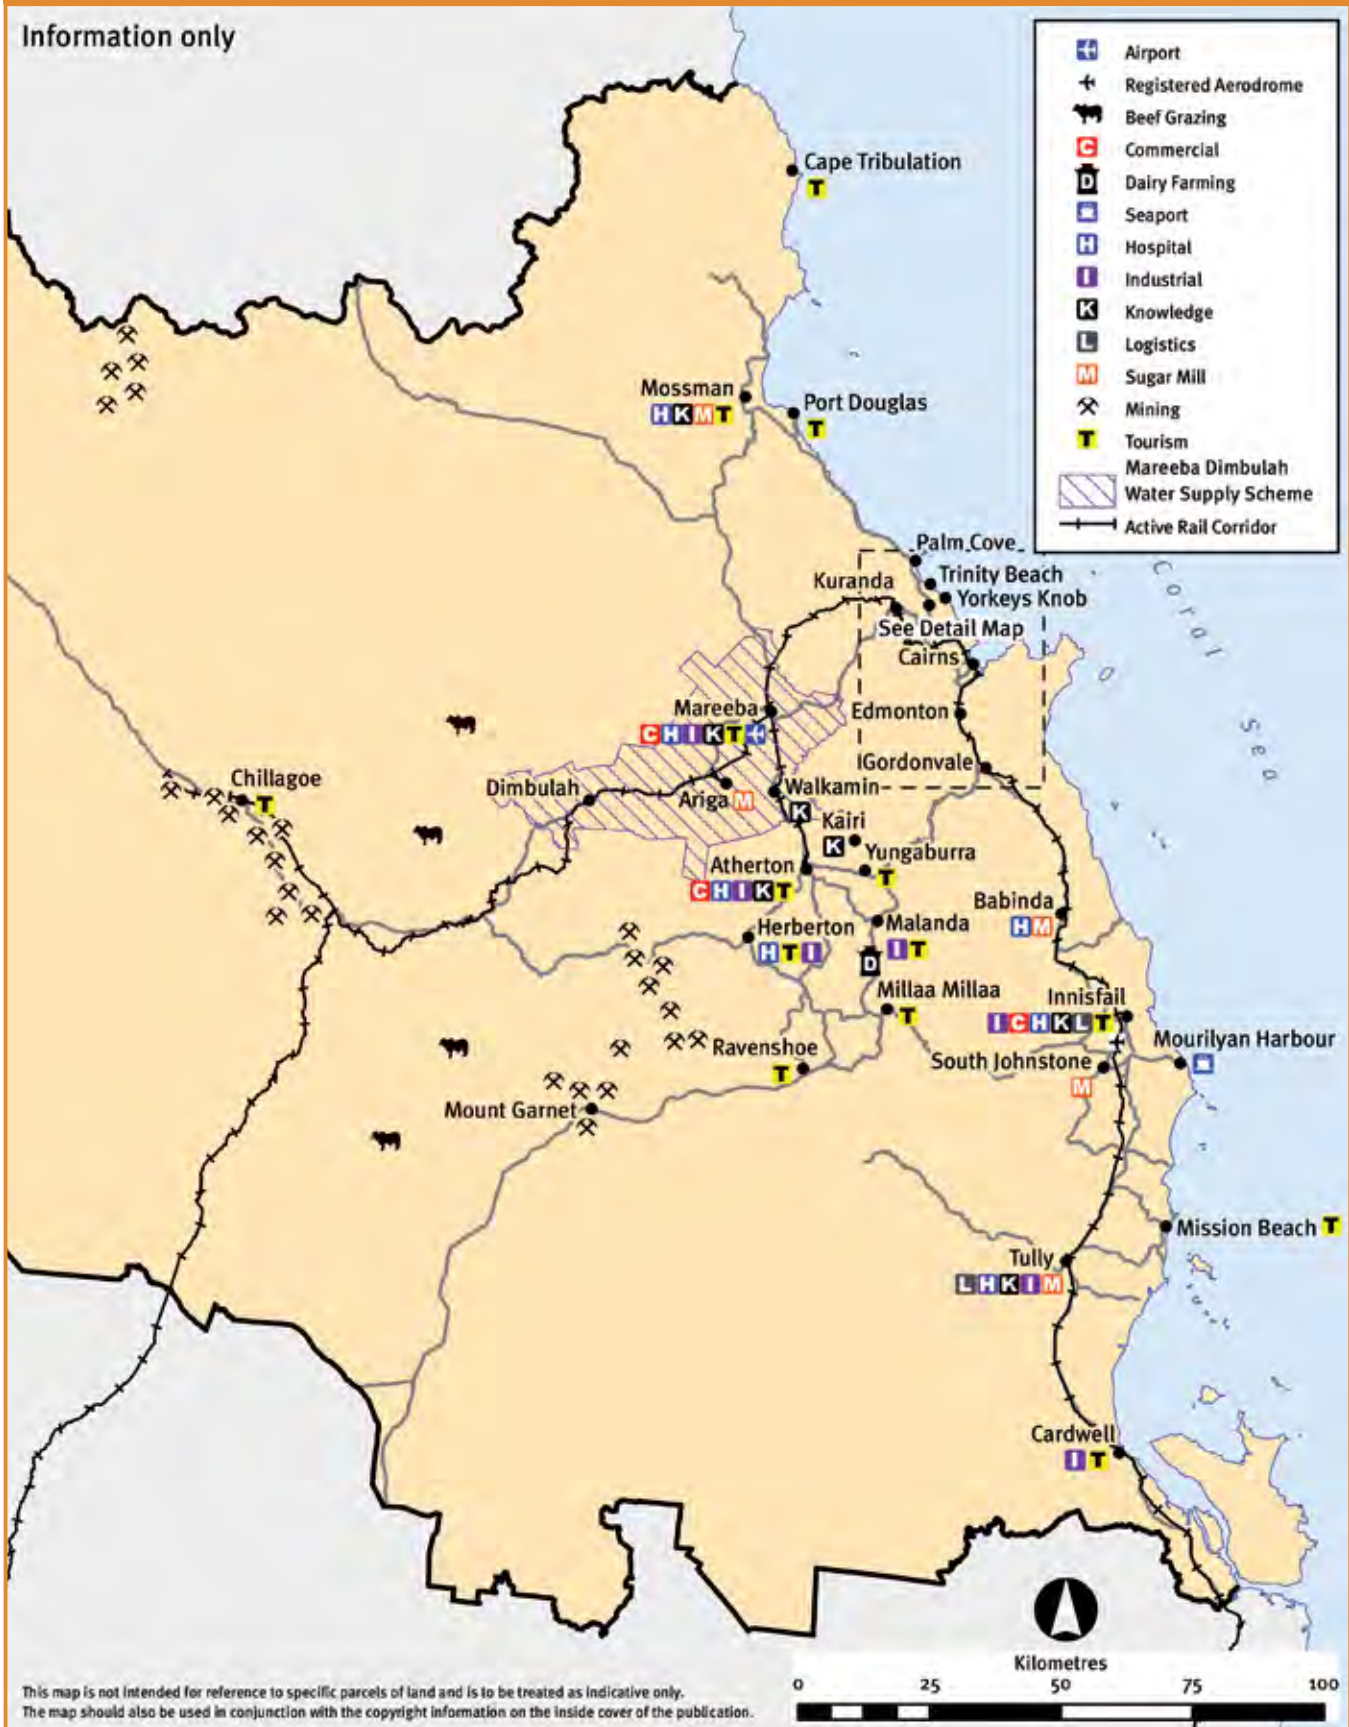 Information only
Airport
Registered Aerodrome
Beef Grazing
C Commercial
D Dairy Farming
Seaport
H Hospital
I Industrial
K Knowledge
L Logistics
M Sugar Mill
Mining
T Tourism
Mareeba Dimbulah
Water Supply Scheme
Active Rail Corridor
Cape Tribulation
T
Mossman
HKMT
Port Douglas
T
Palm Cove
Trinity Beach
Kuranda
Yorkeys Knob
See Detail Map
Cairns
Coral Sea
Mareeba
CHIKT
Edmonton
Gordonvale
Chillagoe
T
Dimbulah
Ariga M
Walkamin
K
Kairi
K
Yungaburra
T
Atherton
CHIKT
Babinda
HM
Herberton
HTI
Malanda
IT
D
Millaa Millaa
T
Innisfail
ICHKLT
Mourilyan Harbour
Ravenshoe
T
South Johnstone
M
Mount Garnet
Mission Beach T
Tully
LHKIM
Cardwell
IT
Kilometres
0 25 50 75 100
This map is not intended for reference to specific parcels of land and is to be treated as indicative only.
The map should also be used in conjunction with the copyright information on the inside cover of the publication.